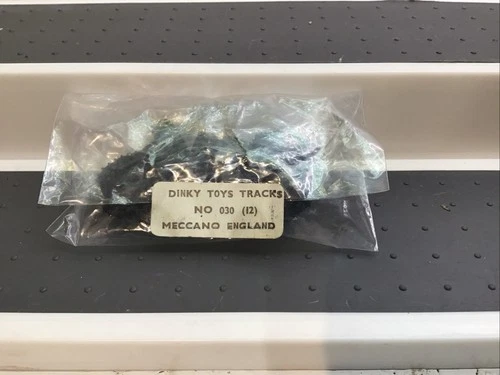 DINKY TOYS TRACKS
NO 030 (12)
MECCANO ENGLAND